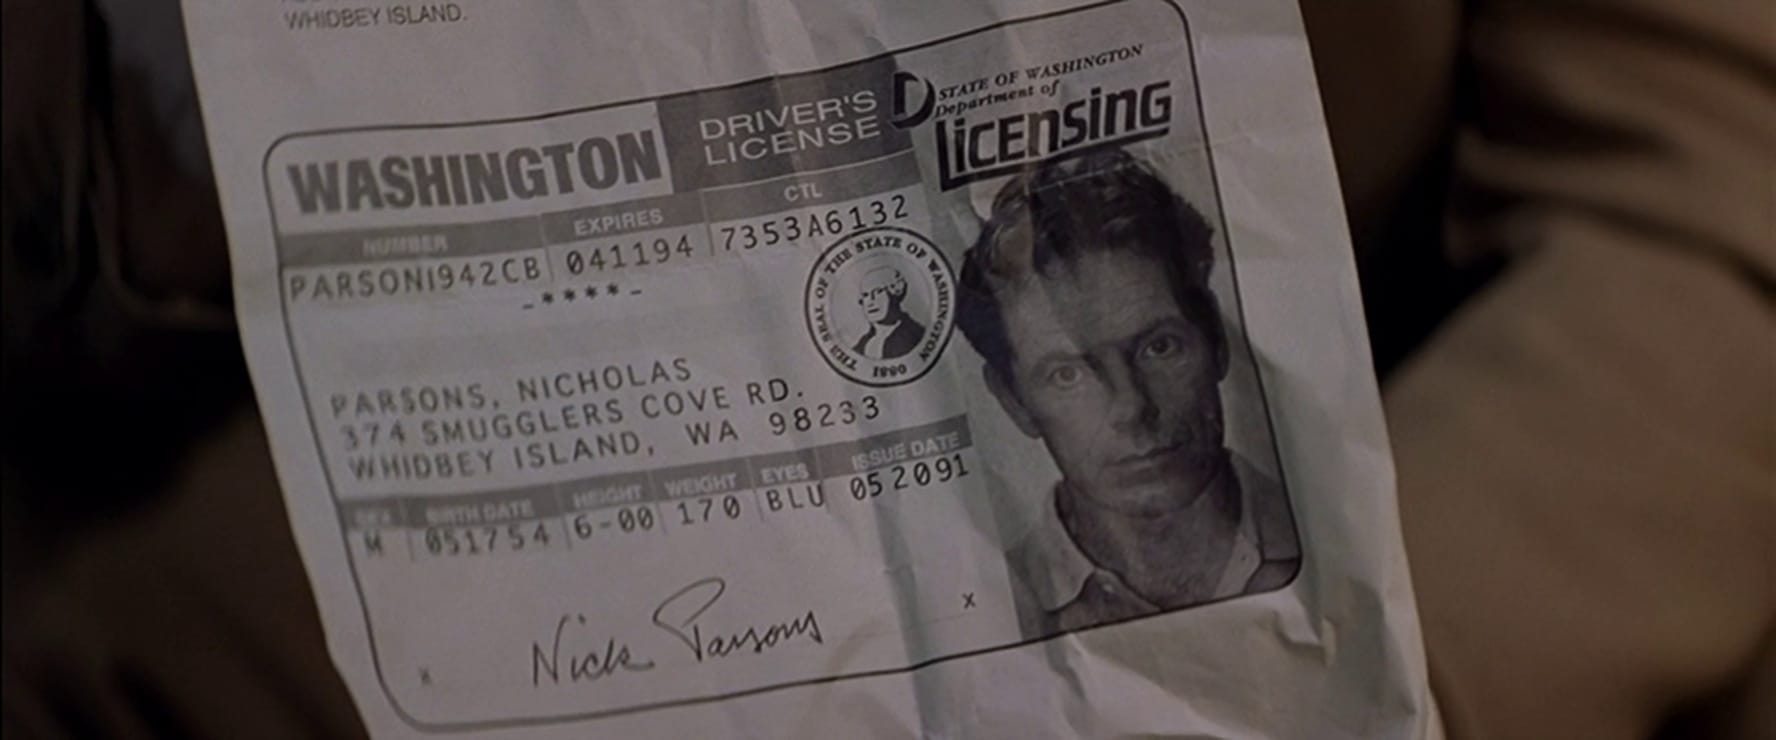 WHIDBEY ISLAND.
WASHINGTON
DRIVER'S
LICENSE
STATE OF WASHINGTON
Department of
Licensing
NUMBER EXPIRES CTL
PARSON1942CB 041194 7353A6132
-****-
THE SEAL OF THE STATE OF WASHINGTON
PARSONS, NICHOLAS
374 SMUGGLERS COVE RD.
WHIDBEY ISLAND, WA 98233
SEX BIRTH DATE HEIGHT WEIGHT EYES ISSUE DATE
M 051754 6-00 170 BLU 052091
x Nick Parsons x